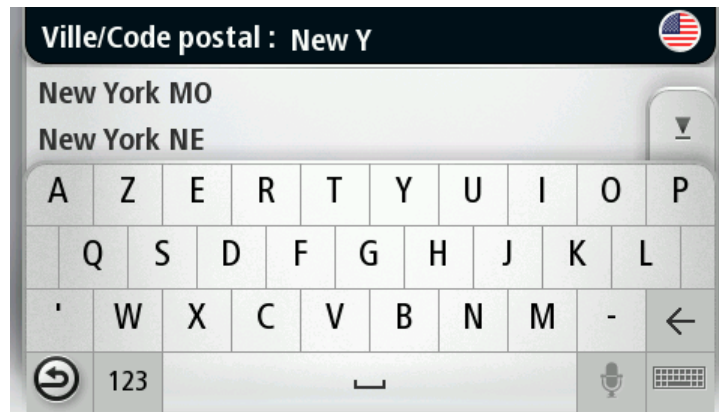 Ville/Code postal : New Y
New York MO
New York NE
A Z E R T Y U I O P
Q S D F G H J K L
' W X C V B N M -
123